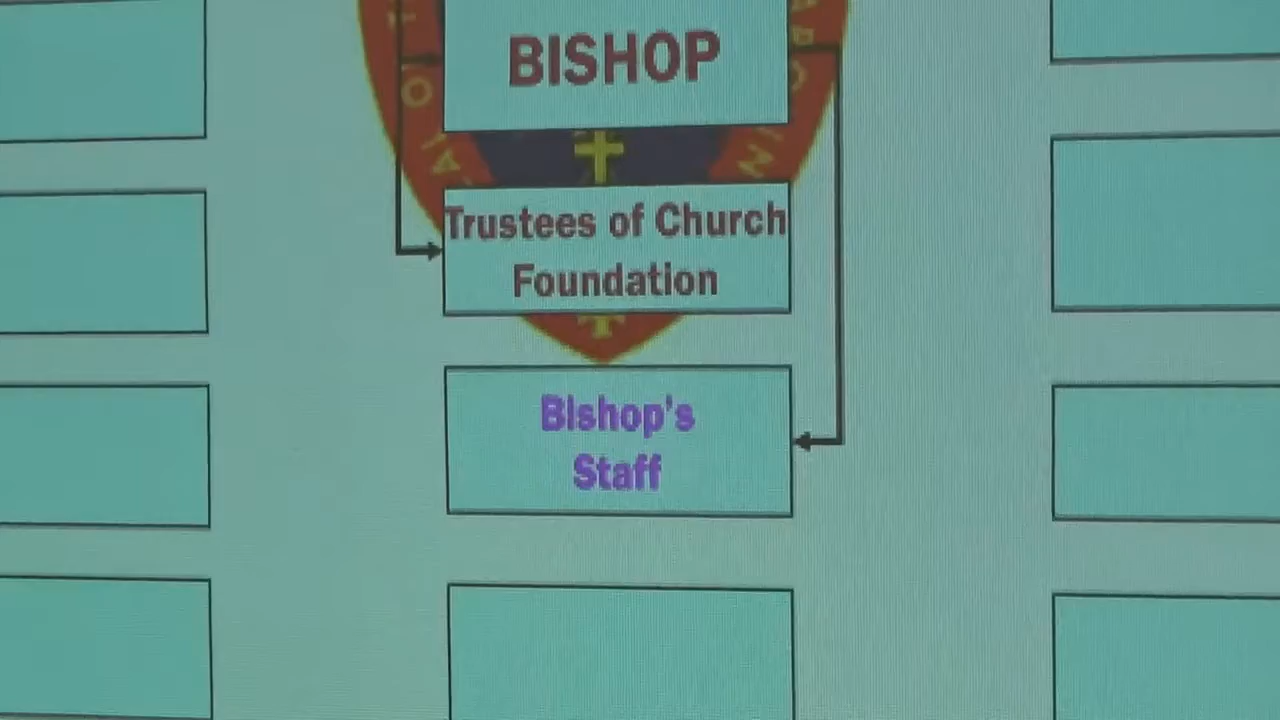 BISHOP
Trustees of Church
Foundation
Bishop's
Staff